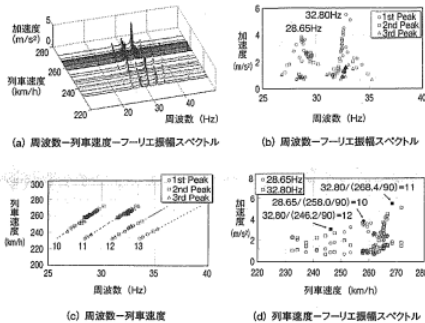 加速度
(m/s²)
5
0
280
260
240
220
列車速度
(km/h)
20
30
40
周波数 (Hz)
(a) 周波数－列車速度－フーリエ振幅スペクトル
加速度
(m/s²)
6
4
2
0
32.80Hz
28.65Hz
1st Peak
2nd Peak
3rd Peak
25
30
35
40
周波数 (Hz)
(b) 周波数－フーリエ振幅スペクトル
列車速度
(km/h)
300
280
260
240
220
200
1st Peak
2nd Peak
3rd Peak
10
11
12
13
25
30
35
40
周波数 (Hz)
(c) 周波数－列車速度
加速度
(m/s²)
8
6
4
2
0
28.65Hz
32.80Hz
32.80/(268.4/90)=11
28.65/(258.0/90)=10
32.80/(246.2/90)=12
220
230
240
250
260
270
280
列車速度 (km/h)
(d) 列車速度－フーリエ振幅スペクトル